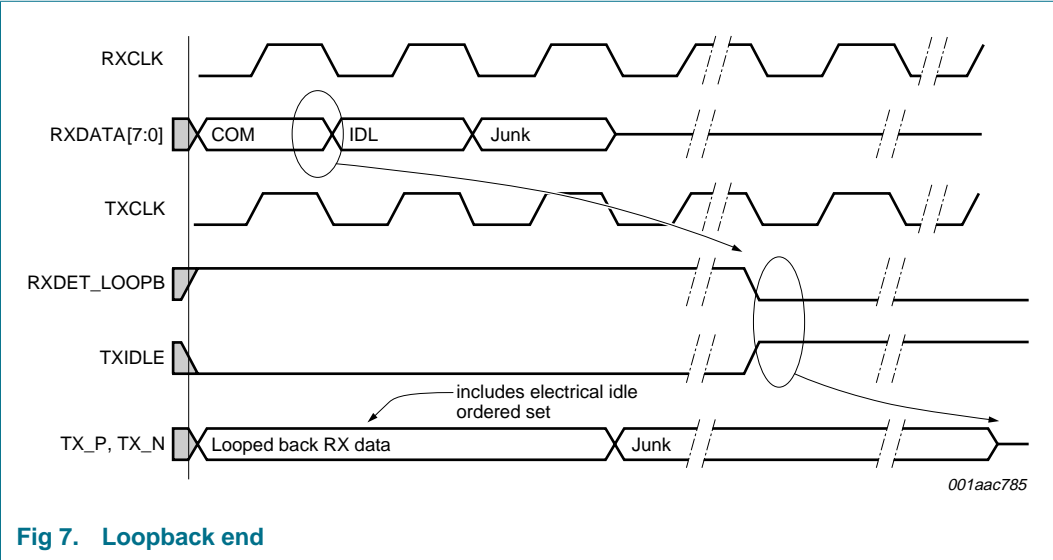 RXCLK
RXDATA[7:0]
COM
IDL
Junk
TXCLK
RXDET_LOOPB
TXIDLE
includes electrical idle
ordered set
TX_P, TX_N
Looped back RX data
Junk
001aac785
Fig 7. Loopback end